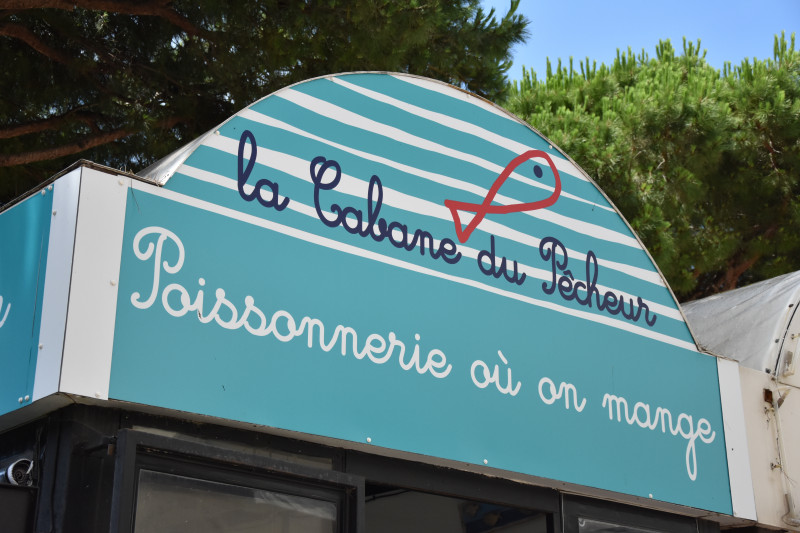 la Cabane du Pêcheur
Poissonnerie où on mange